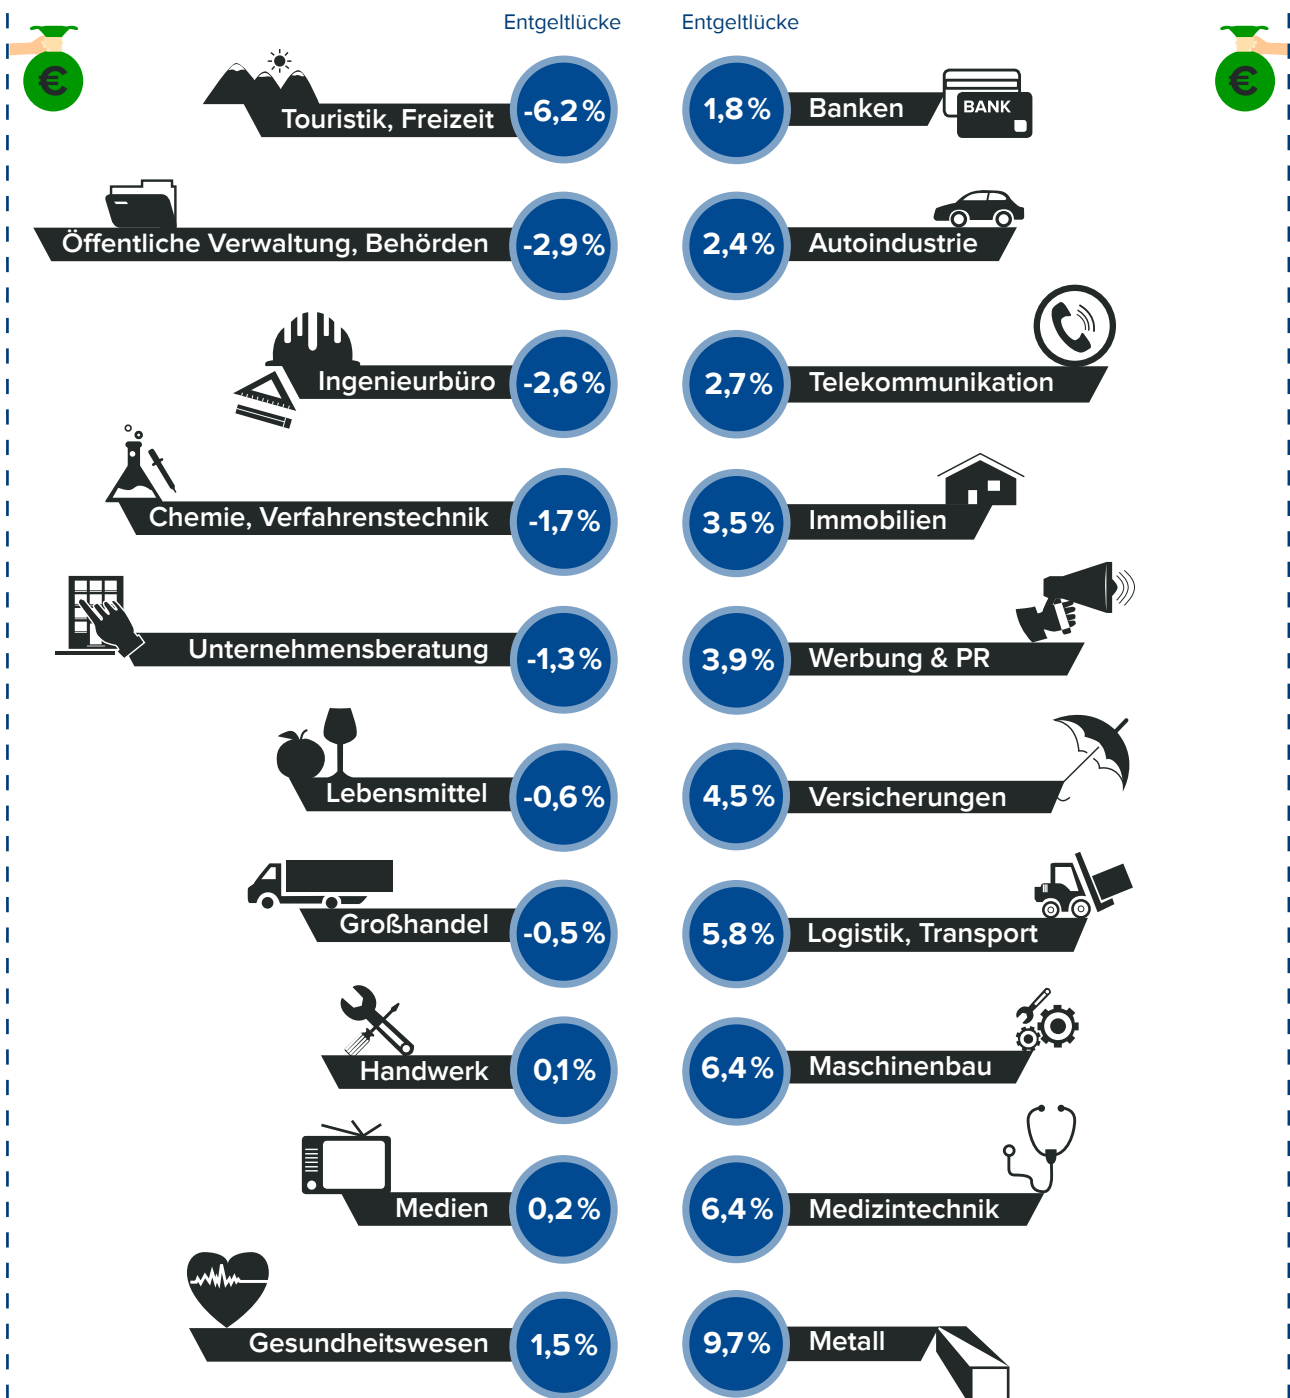 Entgeltlücke
Touristik, Freizeit -6,2 %
Öffentliche Verwaltung, Behörden -2,9 %
Ingenieurbüro -2,6 %
Chemie, Verfahrenstechnik -1,7 %
Unternehmensberatung -1,3 %
Lebensmittel -0,6 %
Großhandel -0,5 %
Handwerk 0,1 %
Medien 0,2 %
Gesundheitswesen 1,5 %
Entgeltlücke
1,8 % Banken BANK
2,4 % Autoindustrie
2,7 % Telekommunikation
3,5 % Immobilien
3,9 % Werbung & PR
4,5 % Versicherungen
5,8 % Logistik, Transport
6,4 % Maschinenbau
6,4 % Medizintechnik
9,7 % Metall
€
€